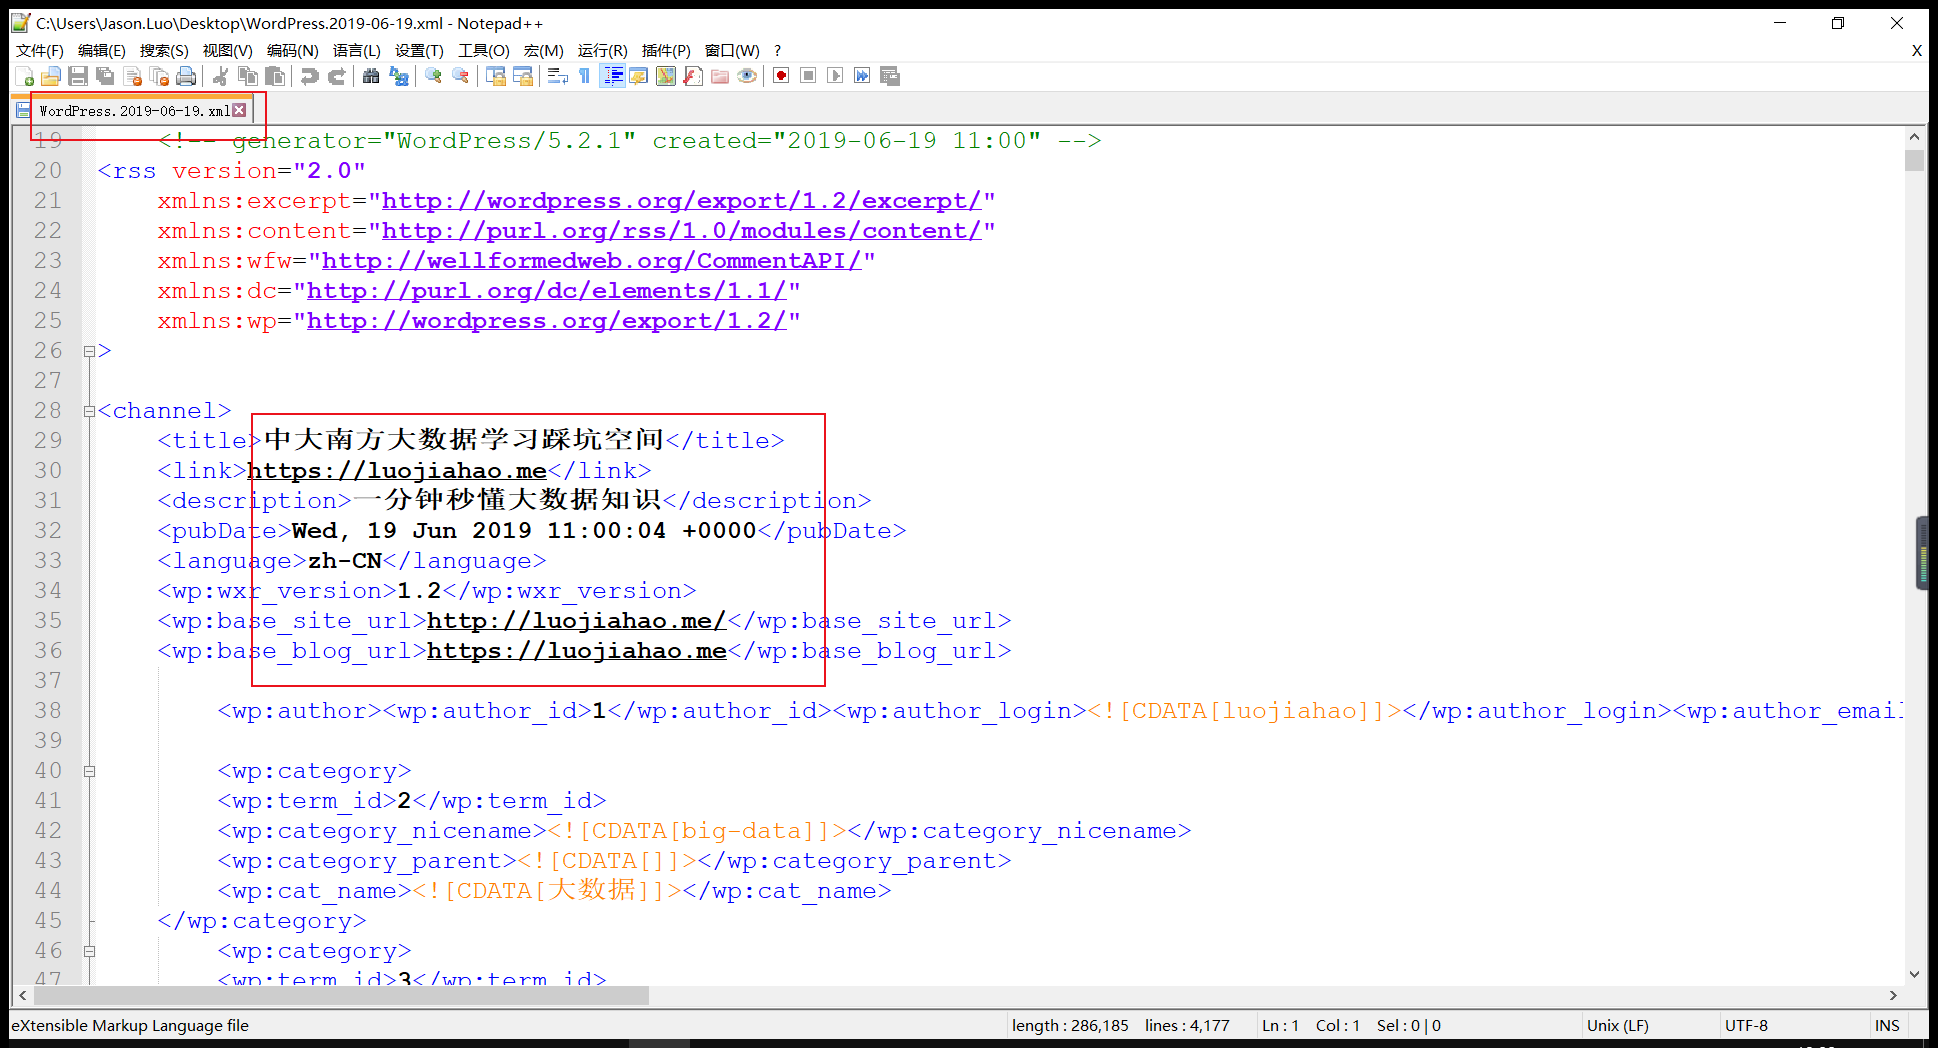 C:\Users\Jason.Luo\Desktop\WordPress.2019-06-19.xml - Notepad++
文件(F) 编辑(E) 搜索(S) 视图(V) 编码(N) 语言(L) 设置(T) 工具(O) 宏(M) 运行(R) 插件(P) 窗口(W) ? X
WordPress.2019-06-19.xml
19 <!-- generator="WordPress/5.2.1" created="2019-06-19 11:00" -->
20 <rss version="2.0"
21 xmlns:excerpt="http://wordpress.org/export/1.2/excerpt/"
22 xmlns:content="http://purl.org/rss/1.0/modules/content/"
23 xmlns:wfw="http://wellformedweb.org/CommentAPI/"
24 xmlns:dc="http://purl.org/dc/elements/1.1/"
25 xmlns:wp="http://wordpress.org/export/1.2/"
26 >
27
28 <channel>
29 <title>中大南方大数据学习踩坑空间</title>
30 <link>https://luojiahao.me</link>
31 <description>一分钟秒懂大数据知识</description>
32 <pubDate>Wed, 19 Jun 2019 11:00:04 +0000</pubDate>
33 <language>zh-CN</language>
34 <wp:wxr_version>1.2</wp:wxr_version>
35 <wp:base_site_url>http://luojiahao.me/</wp:base_site_url>
36 <wp:base_blog_url>https://luojiahao.me</wp:base_blog_url>
37
38 <wp:author><wp:author_id>1</wp:author_id><wp:author_login><![CDATA[luojiahao]]></wp:author_login><wp:author_email
39
40 <wp:category>
41 <wp:term_id>2</wp:term_id>
42 <wp:category_nicename><![CDATA[big-data]]></wp:category_nicename>
43 <wp:category_parent><![CDATA[]]></wp:category_parent>
44 <wp:cat_name><![CDATA[大数据]]></wp:cat_name>
45 </wp:category>
46 <wp:category>
47 <wp:term_id>3</wp:term_id>
eXtensible Markup Language file length : 286,185 lines : 4,177 Ln : 1 Col : 1 Sel : 0 | 0 Unix (LF) UTF-8 INS